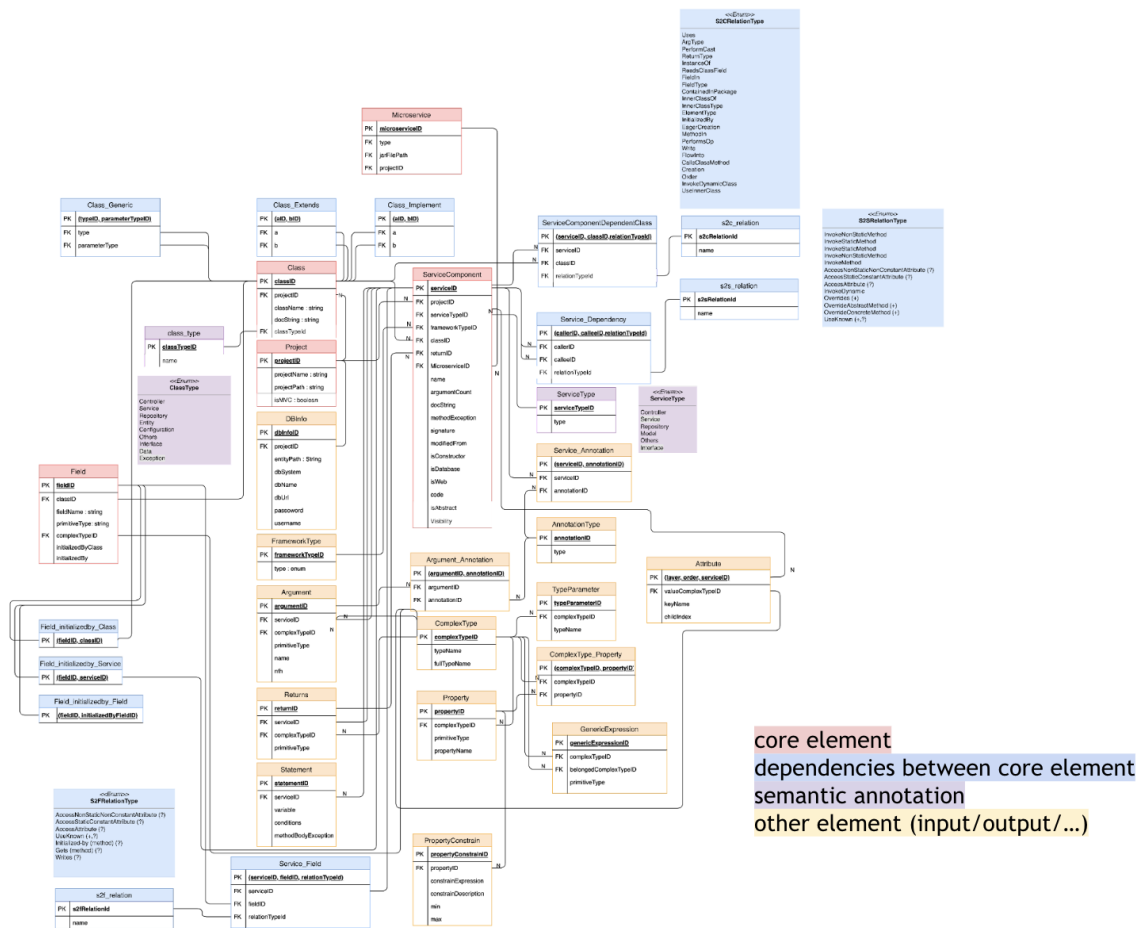 <<Enum>>
S2CRelationType
Uses
ArgType
PerformCast
ReturnType
InstanceOf
ReadsClassField
FieldIn
FieldType
ContainedInPackage
InnerClassOf
InnerClassType
ElementType
InitializedBy
EagerCreation
MethodIn
PerformsOp
Write
FlowInto
CallsClassMethod
Creation
Order
InvokeDynamicClass
UseInnerClass
Microservice
PK microserviceID
FK type
FK jarFilePath
FK projectID
Class_Generic
PK (typeID, parameterTypeID)
FK type
FK parameterType
Class_Extends
PK (aID, bID)
FK a
FK b
Class_Implement
PK (aID, bID)
FK a
FK b
ServiceComponentDependentClass
PK (serviceID, classID,relationTypeId)
FK serviceID
FK classID
FK relationTypeId
s2c_relation
PK s2cRelationId
name
<<Enum>>
S2SRelationType
InvokeNonStaticMethod
InvokeStaticMethod
InvokeStaticMethod
InvokeNonStaticMethod
InvokeMethod
AccessNonStaticNonConstantAttribute (?)
AccessStaticConstantAttribute (?)
AccessAttribute (?)
InvokeDynamic
Overrides (+)
OverrideAbstractMethod (+)
OverrideConcreteMethod (+)
UseKnown (+,?)
Class
PK classID
FK projectID
className : string
docString : string
FK classTypeId
ServiceComponent
PK serviceID
FK projectID
FK serviceTypeID
FK frameworkTypeID
FK classID
FK returnID
FK MicroserviceID
name
argumentCount
docString
methodException
signature
modifiedFrom
isConstructor
isDatabase
isWeb
code
isAbstract
Visibility
s2s_relation
PK s2sRelationId
name
Service_Dependency
PK (callerID, calleeID,relationTypeId)
FK callerID
FK calleeID
FK relationTypeId
class_type
PK classTypeID
name
Project
PK projectID
projectName : string
projectPath : string
isMVC : boolean
<<Enum>>
ClassType
Controller
Service
Repository
Entity
Configuration
Others
Interface
Data
Exception
ServiceType
PK serviceTypeID
type
<<Enum>>
ServiceType
Controller
Service
Repository
Model
Others
Interface
DBInfo
PK dbInfoID
FK projectID
entityPath : String
dbSystem
dbName
dbUrl
password
username
Service_Annotation
PK (serviceID, annotationID)
FK serviceID
FK annotationID
Field
PK fieldID
FK classID
fieldName : string
primitiveType: string
FK complexTypeID
initializedByClass
initializedBy
AnnotationType
PK annotationID
type
FrameworkType
PK frameworkTypeID
type : enum
Argument_Annotation
PK (argumentID, annotationID)
FK argumentID
FK annotationID
Attribute
PK (layer, order, serviceID)
FK valueComplexTypeID
keyName
childIndex
Argument
PK argumentID
FK serviceID
FK complexTypeID
primitiveType
name
nth
TypeParameter
PK typeParameterID
FK complexTypeID
typeName
ComplexType
PK complexTypeID
typeName
fullTypeName
Field_initializedby_Class
PK (fieldID, classID)
Field_initializedby_Service
PK (fieldID, serviceID)
Field_initializedby_Field
PK (fieldID, initializedByFieldID)
ComplexType_Property
PK (complexTypeID, propertyID)
FK complexTypeID
FK propertyID
Returns
PK returnID
FK serviceID
FK complexTypeID
primitiveType
Property
PK propertyID
FK complexTypeID
primitiveType
propertyName
GenericExpression
PK genericExpressionID
FK complexTypeID
FK belongedComplexTypeID
primitiveType
Statement
PK statementID
FK serviceID
variable
conditions
methodBodyException
core element
dependencies between core element
semantic annotation
other element (input/output/...)
<<Enum>>
S2FRelationType
AccessNonStaticNonConstantAttribute (?)
AccessStaticConstantAttribute (?)
AccessAttribute (?)
UseKnown (+,?)
Initialized-by (method) (?)
Gets (method) (?)
Writes (?)
PropertyConstrain
PK propertyConstrainID
FK propertyID
constrainExpression
constrainDescription
min
max
Service_Field
PK (serviceID, fieldID, relationTypeId)
FK serviceID
FK fieldID
FK relationTypeId
s2f_relation
PK s2fRelationId
name